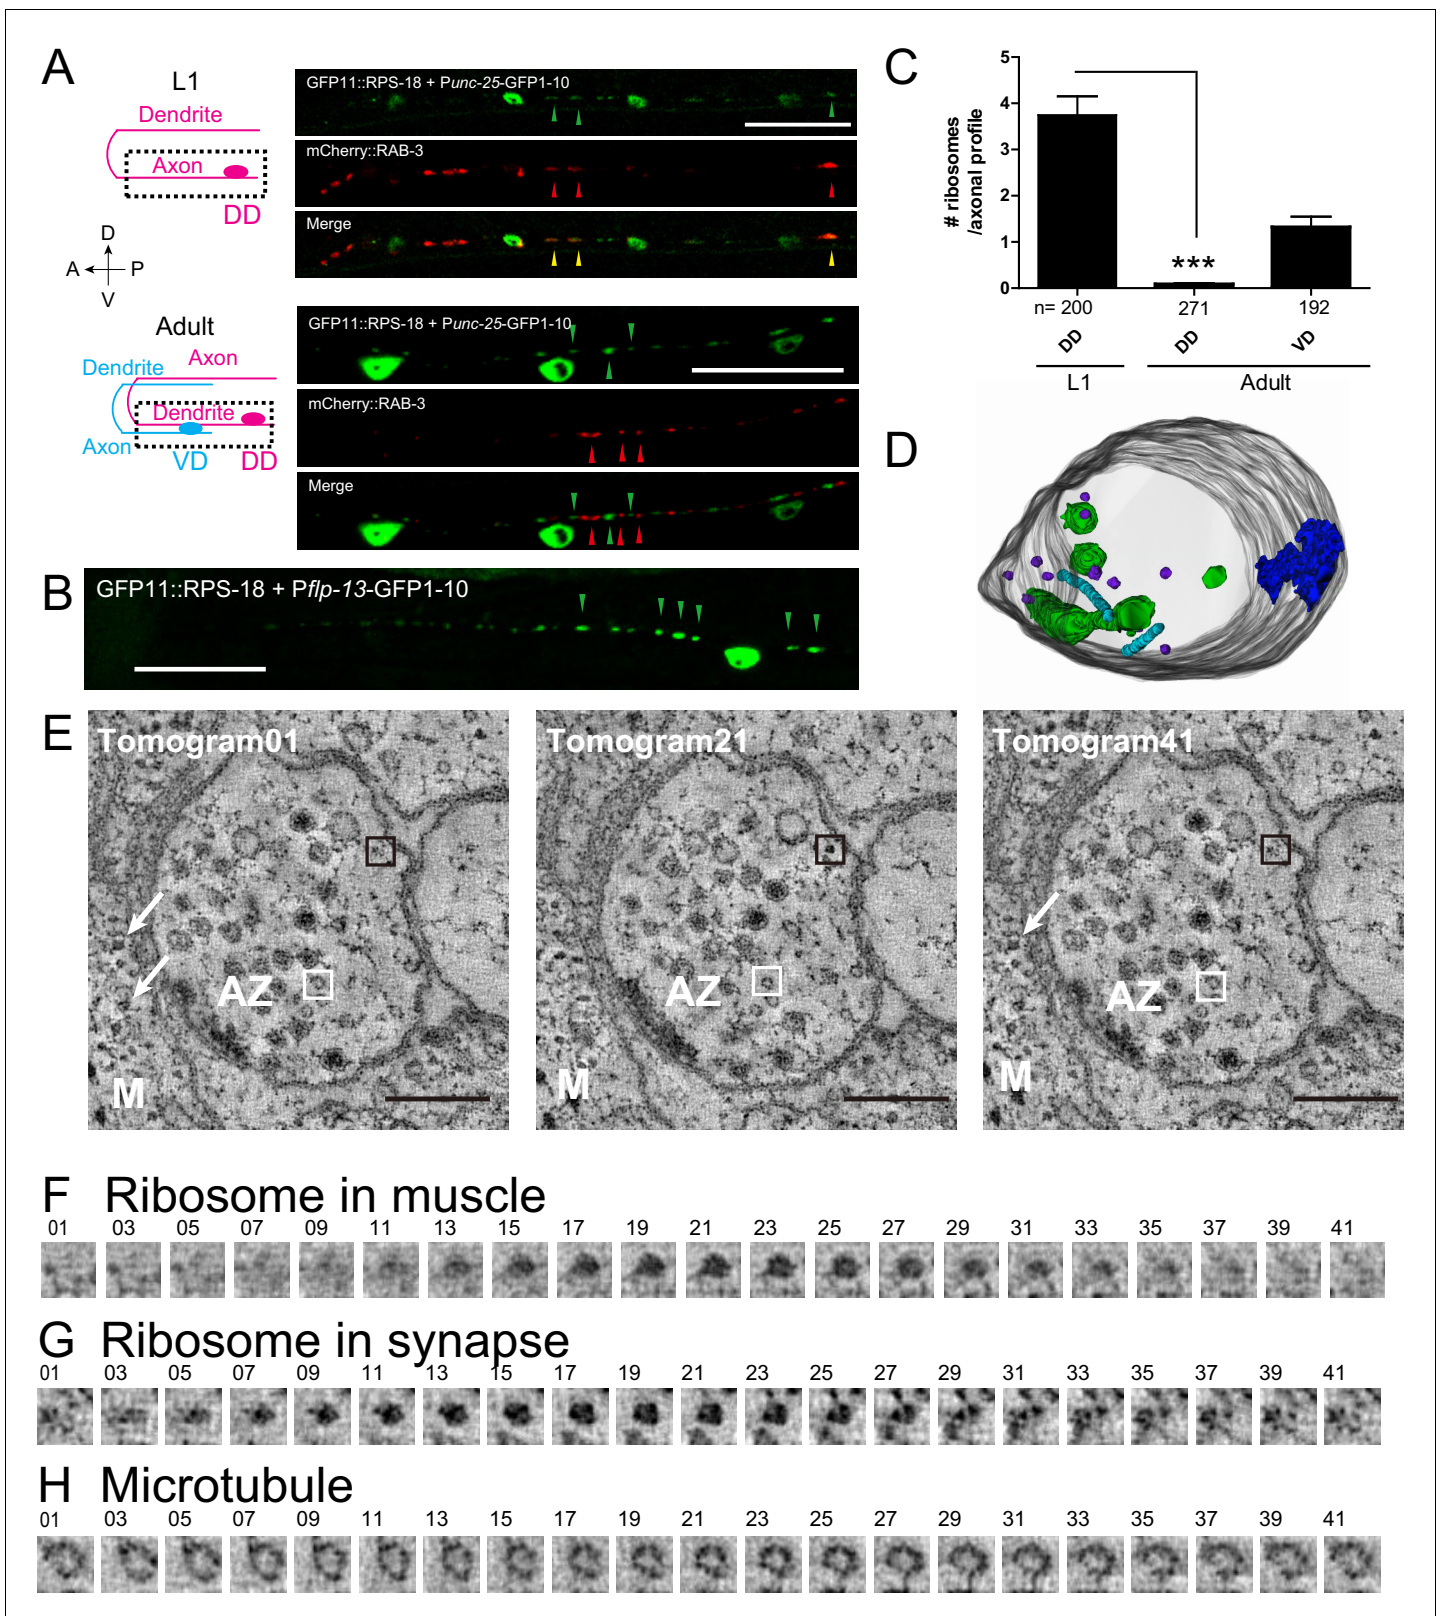 A
L1
Dendrite
Axon
DD
D
A
P
V
GFP11::RPS-18 + Punc-25-GFP1-10
mCherry::RAB-3
Merge
Adult
Dendrite
Axon
Dendrite
Axon
VD
DD
GFP11::RPS-18 + Punc-25-GFP1-10
mCherry::RAB-3
Merge
B
GFP11::RPS-18 + Pflp-13-GFP1-10
C
# ribosomes
/axonal profile
5
4
3
2
1
0
***
n= 200 271 192
DD DD VD
L1 Adult
D
E
Tomogram01
AZ
M
Tomogram21
AZ
M
Tomogram41
AZ
M
F Ribosome in muscle
01 03 05 07 09 11 13 15 17 19 21 23 25 27 29 31 33 35 37 39 41
G Ribosome in synapse
01 03 05 07 09 11 13 15 17 19 21 23 25 27 29 31 33 35 37 39 41
H Microtubule
01 03 05 07 09 11 13 15 17 19 21 23 25 27 29 31 33 35 37 39 41